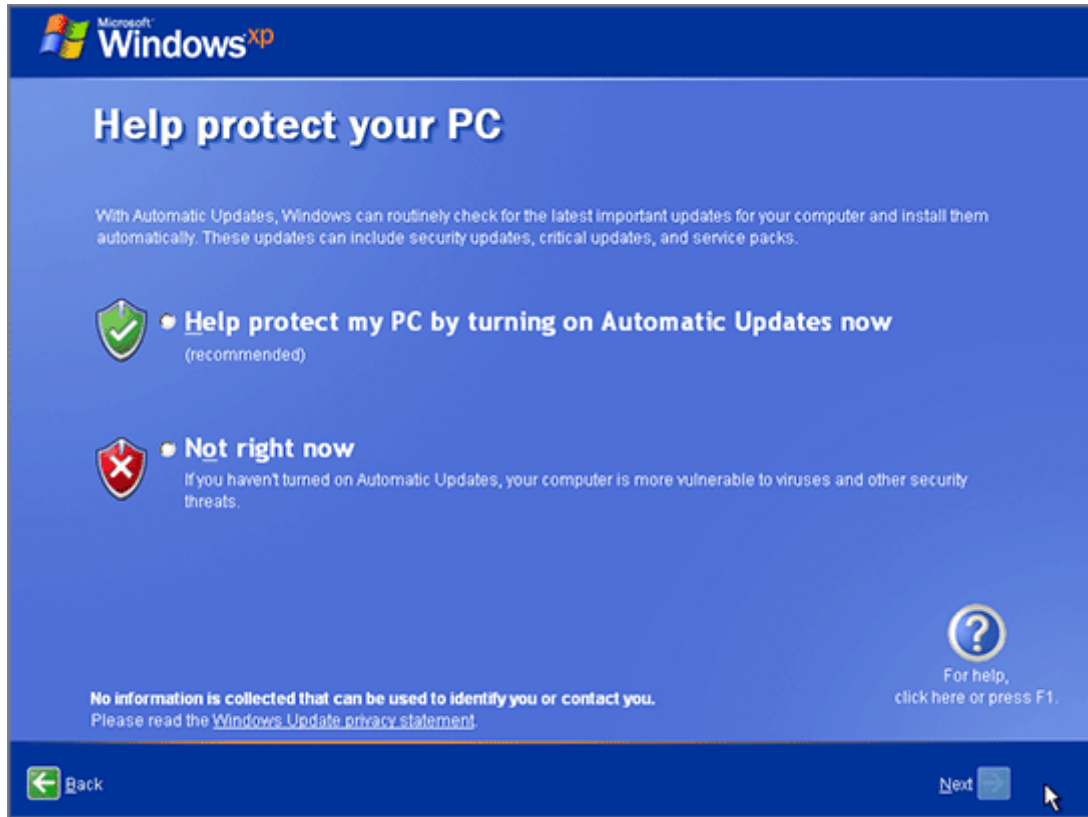 Microsoft
Windows xp
Help protect your PC
With Automatic Updates, Windows can routinely check for the latest important updates for your computer and install them
automatically. These updates can include security updates, critical updates, and service packs.
Help protect my PC by turning on Automatic Updates now
(recommended)
Not right now
If you haven't turned on Automatic Updates, your computer is more vulnerable to viruses and other security
threats.
For help,
click here or press F1.
No information is collected that can be used to identify you or contact you.
Please read the Windows Update privacy statement.
Back
Next